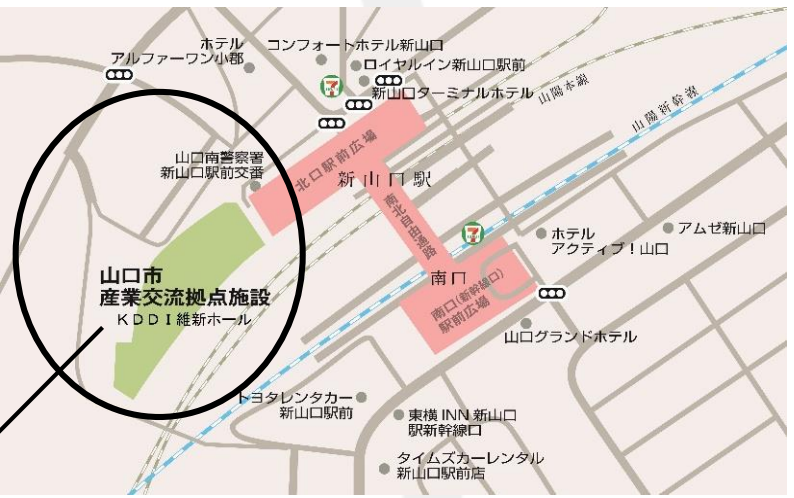 ホテル
アルファーワン小郡
コンフォートホテル新山口
ロイヤルイン新山口駅前
新山口ターミナルホテル
山陽本線
山陽新幹線
山口南警察署
新山口駅前交番
北口駅前広場
新山口駅
南北自由通路
7
7
ホテル
アクティブ!山口
アムゼ新山口
山口市
産業交流拠点施設
KDDI維新ホール
南口
南口(新幹線口)
駅前広場
山口グランドホテル
トヨタレンタカー
新山口駅前
東横INN新山口
駅新幹線口
タイムズカーレンタル
新山口駅前店